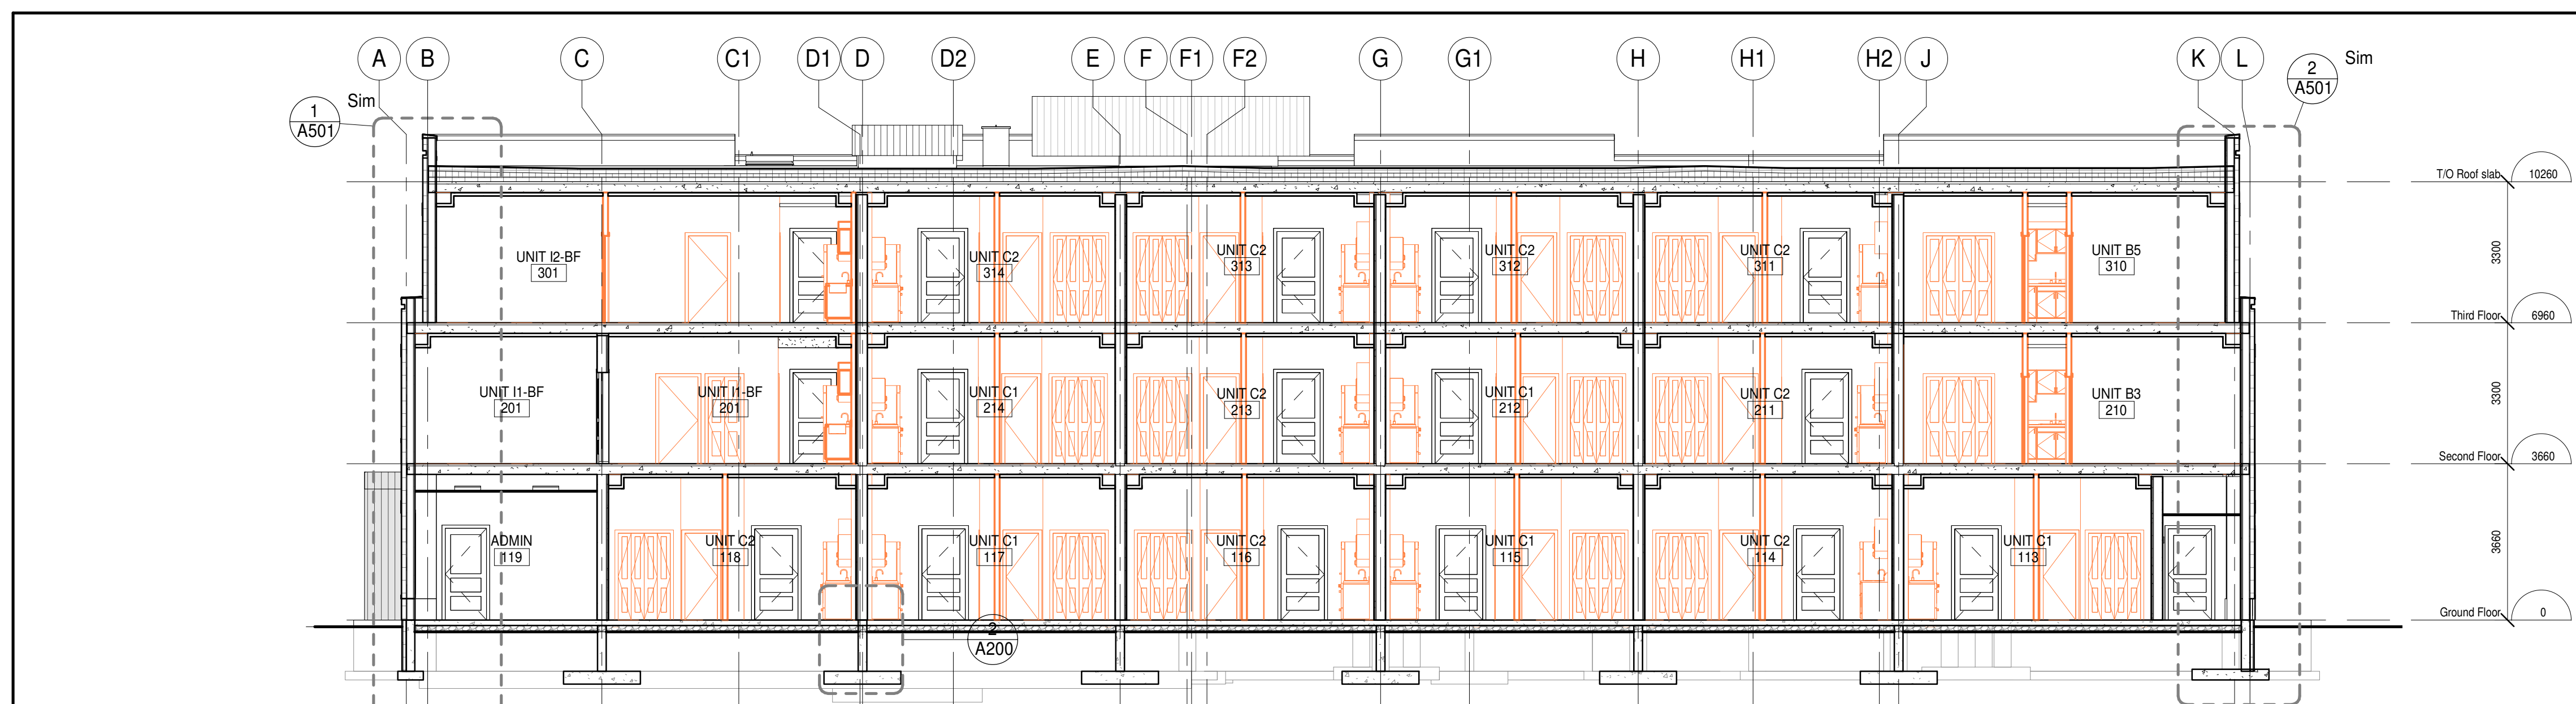 A B C C1 D1 D D2 E F F1 F2 G G1 H H1 H2 J K L
1
A501
Sim
2
A501
Sim
T/O Roof slab 10260
3300
UNIT I2-BF
301
UNIT C2
314
UNIT C2
313
UNIT C2
312
UNIT C2
311
UNIT B5
310
Third Floor 6960
3300
UNIT I1-BF
201
UNIT I1-BF
201
UNIT C1
214
UNIT C2
213
UNIT C1
212
UNIT C2
211
UNIT B3
210
Second Floor 3660
3660
ADMIN
119
UNIT C2
118
UNIT C1
117
UNIT C2
116
UNIT C1
115
UNIT C2
114
UNIT C1
113
Ground Floor 0
2
A200